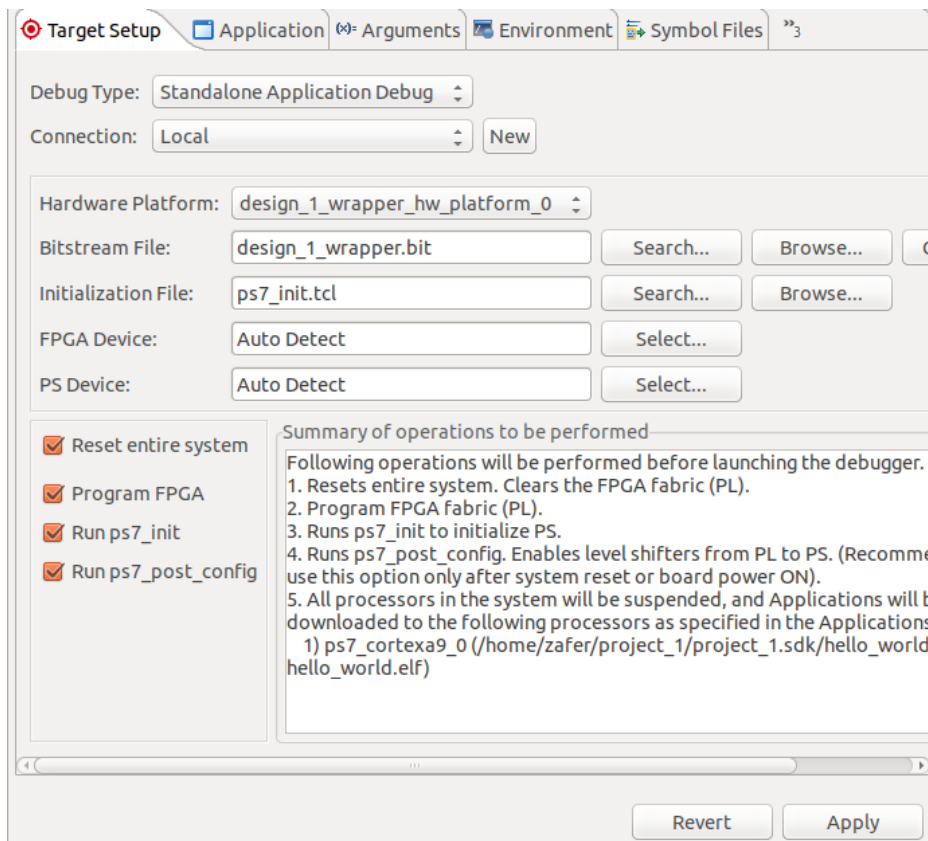 Target Setup Application (x)= Arguments Environment Symbol Files »3
Debug Type: Standalone Application Debug
Connection: Local New
Hardware Platform: design_1_wrapper_hw_platform_0
Bitstream File: design_1_wrapper.bit Search... Browse...
Initialization File: ps7_init.tcl Search... Browse...
FPGA Device: Auto Detect Select...
PS Device: Auto Detect Select...
Reset entire system
Program FPGA
Run ps7_init
Run ps7_post_config
Summary of operations to be performed
Following operations will be performed before launching the debugger.
1. Resets entire system. Clears the FPGA fabric (PL).
2. Program FPGA fabric (PL).
3. Runs ps7_init to initialize PS.
4. Runs ps7_post_config. Enables level shifters from PL to PS. (Recomme
use this option only after system reset or board power ON).
5. All processors in the system will be suspended, and Applications will
downloaded to the following processors as specified in the Applications
1) ps7_cortexa9_0 (/home/zafer/project_1/project_1.sdk/hello_world
hello_world.elf)
Revert Apply